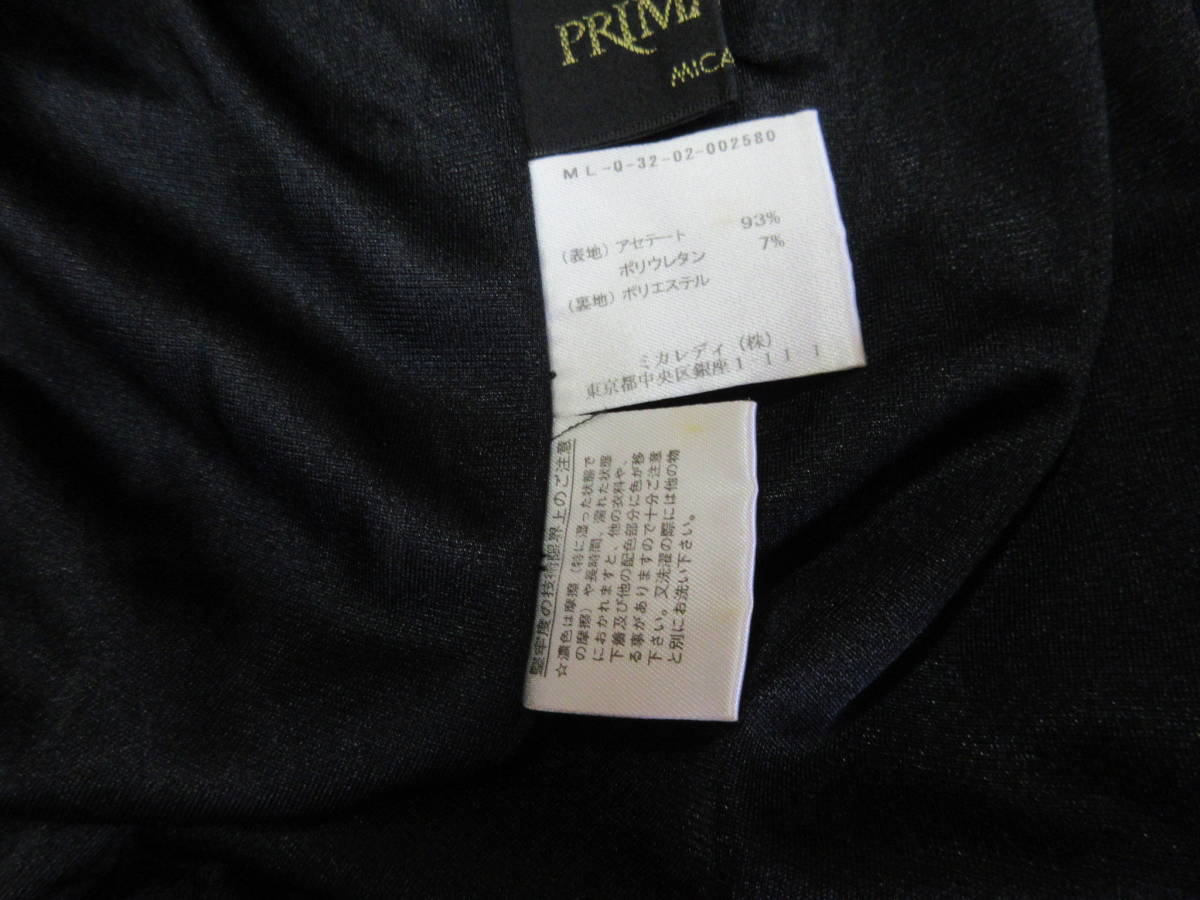 PRIMA
MICA
ML-0-32-02-002580
(表地) アセテート 93%
ポリウレタン 7%
(裏地) ポリエステル
ミカレディ (株)
東京都中央区銀座1 11 1
堅牢度の技術限界上のご注意
☆濃色は摩擦(特に湿った状態で
の摩擦)や長時間、濡れた状態
におかれますと、他の衣料や、
下着及び他の配色部分に色が移
る事がありますので十分ご注意
下さい。又洗濯の際には他の物
と別にお洗い下さい。